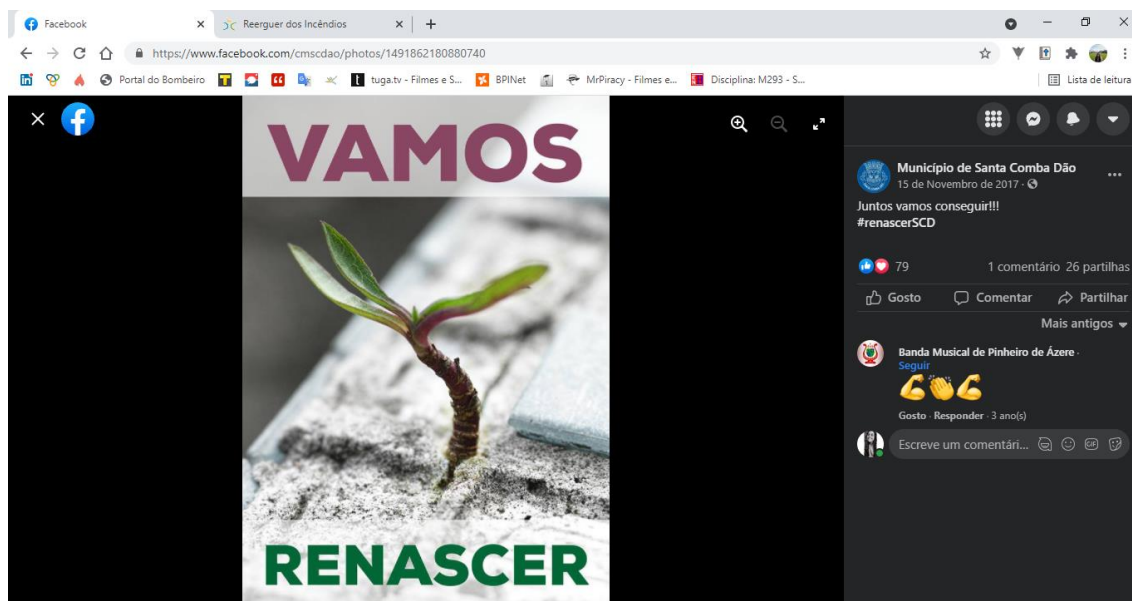 Facebook
Reerguer dos Incêndios
https://www.facebook.com/cmscdao/photos/1491862180880740
Portal do Bombeiro
tuga.tv - Filmes e S...
BPINet
MrPiracy - Filmes e...
Disciplina: M293 - S...
Lista de leitura
VAMOS
RENASCER
Município de Santa Comba Dão
15 de Novembro de 2017 ·
Juntos vamos conseguir!!!
#renascerSCD
79
1 comentário 26 partilhas
Gosto
Comentar
Partilhar
Mais antigos
Banda Musical de Pinheiro de Ázere ·
Seguir
💪👏💪
Gosto · Responder · 3 ano(s)
Escreve um comentári...
GIF